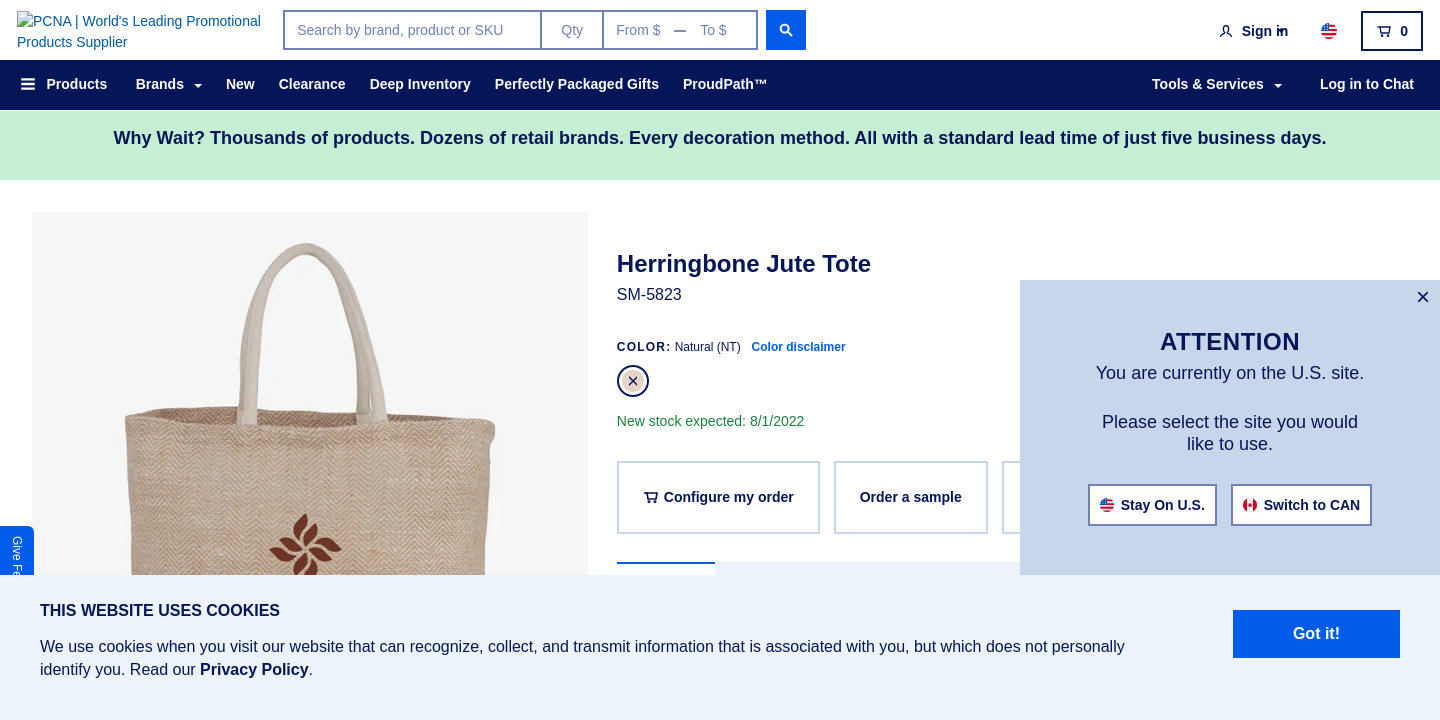 PCNA | World's Leading Promotional
Products Supplier
Search by brand, product or SKU
Qty
From $ — To $
Sign in
0
Products
Brands
New
Clearance
Deep Inventory
Perfectly Packaged Gifts
ProudPath™
Tools & Services
Log in to Chat
Why Wait? Thousands of products. Dozens of retail brands. Every decoration method. All with a standard lead time of just five business days.
Herringbone Jute Tote
SM-5823
COLOR: Natural (NT) Color disclaimer
New stock expected: 8/1/2022
Configure my order
Order a sample
×
ATTENTION
You are currently on the U.S. site.
Please select the site you would
like to use.
Stay On U.S.
Switch to CAN
Give
THIS WEBSITE USES COOKIES
We use cookies when you visit our website that can recognize, collect, and transmit information that is associated with you, but which does not personally
identify you. Read our Privacy Policy.
Got it!